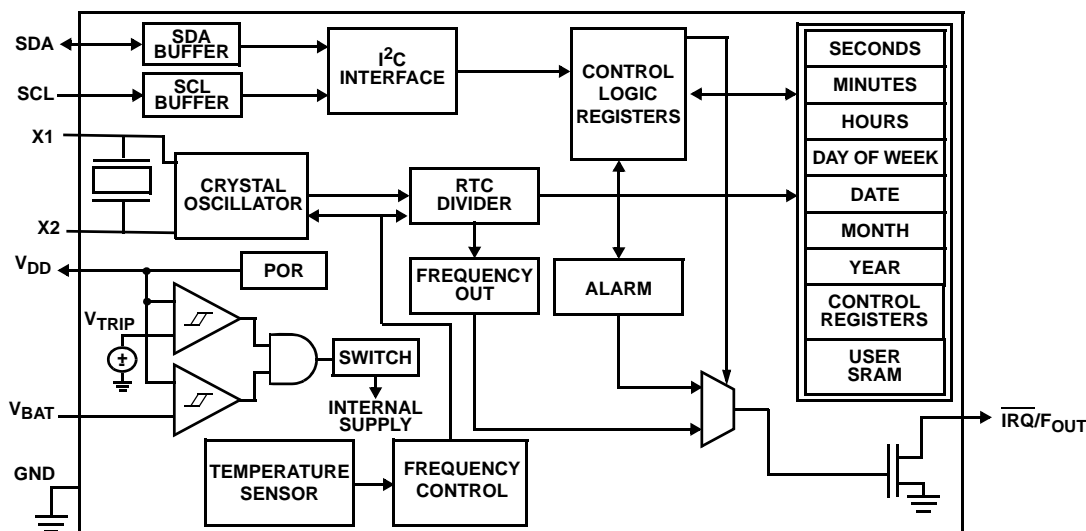 SDA
SDA
BUFFER
SCL
SCL
BUFFER
I²C
INTERFACE
CONTROL
LOGIC
REGISTERS
SECONDS
MINUTES
HOURS
DAY OF WEEK
DATE
MONTH
YEAR
CONTROL
REGISTERS
USER
SRAM
X1
X2
CRYSTAL
OSCILLATOR
RTC
DIVIDER
FREQUENCY
OUT
ALARM
VDD
POR
VTRIP
SWITCH
INTERNAL
SUPPLY
VBAT
GND
TEMPERATURE
SENSOR
FREQUENCY
CONTROL
IRQ/FOUT